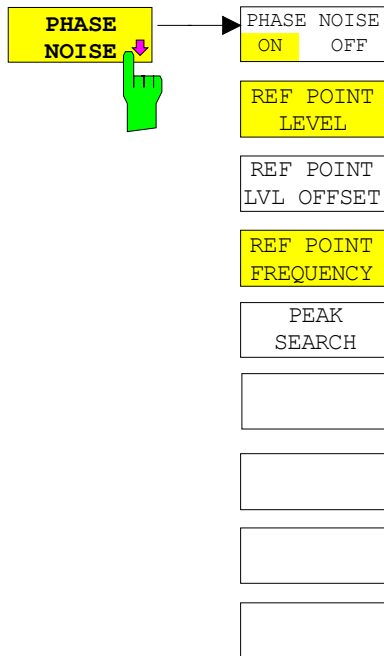 PHASE
NOISE
PHASE NOISE
ON OFF
REF POINT
LEVEL
REF POINT
LVL OFFSET
REF POINT
FREQUENCY
PEAK
SEARCH